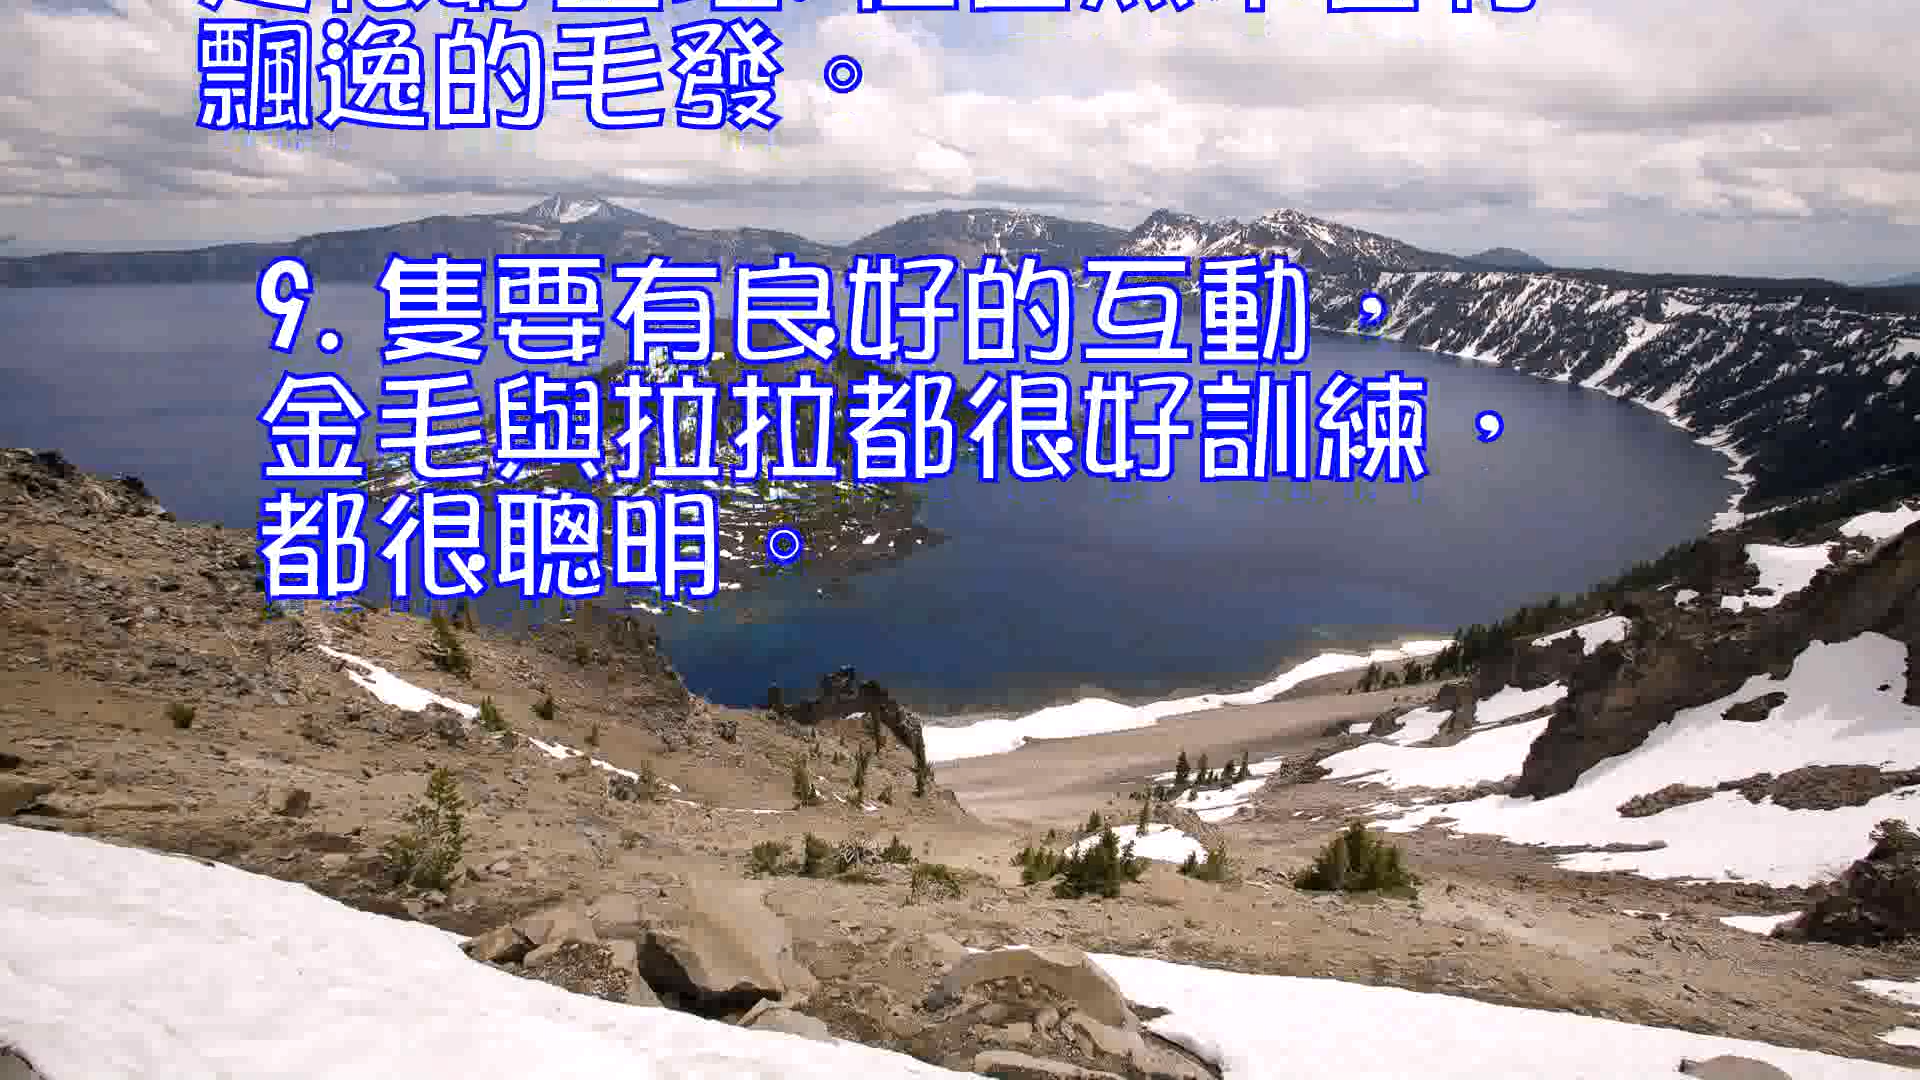 飄逸的毛發。
9.隻要有良好的互動，
金毛與拉拉都很好訓練，
都很聰明。